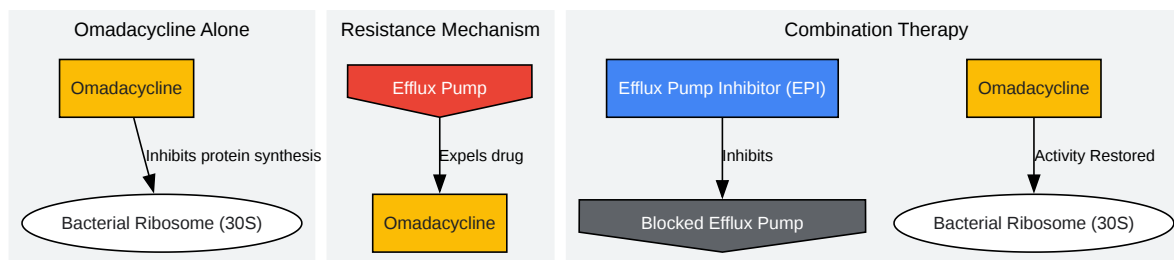 Omadacycline Alone
Omadacycline
Inhibits protein synthesis
Bacterial Ribosome (30S)
Resistance Mechanism
Efflux Pump
Expels drug
Omadacycline
Combination Therapy
Efflux Pump Inhibitor (EPI)
Inhibits
Blocked Efflux Pump
Omadacycline
Activity Restored
Bacterial Ribosome (30S)